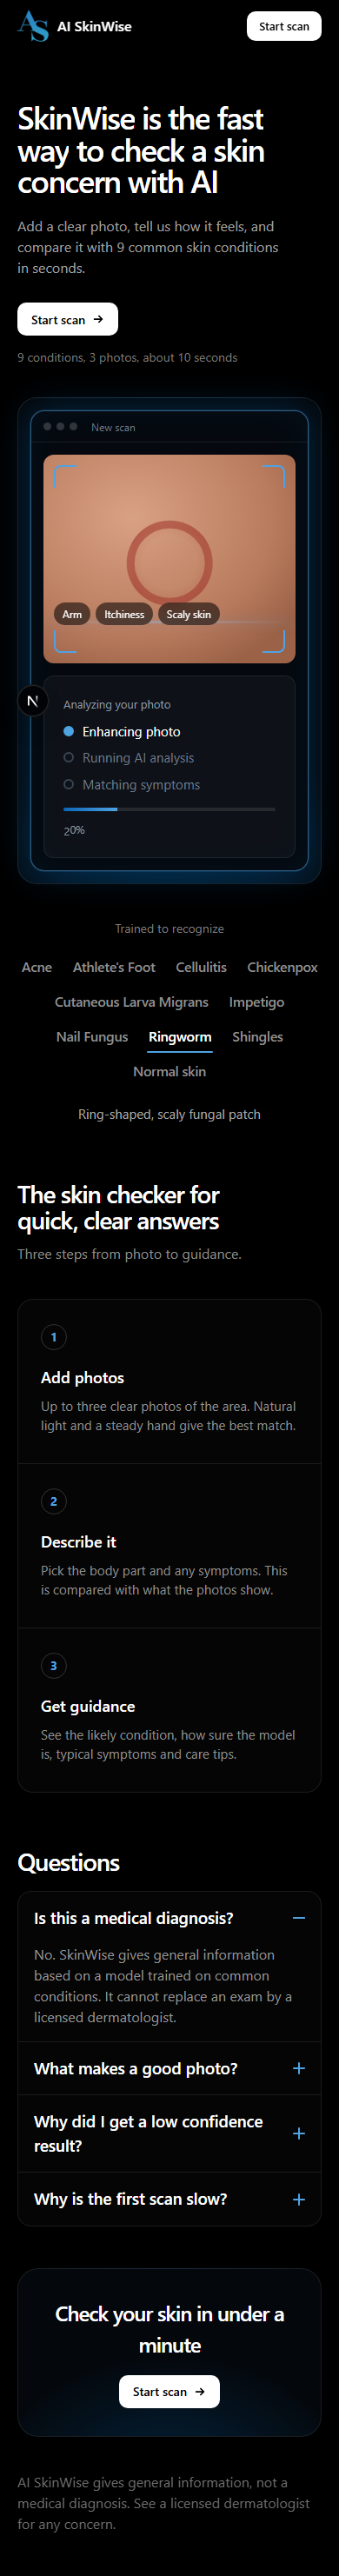 AS AI SkinWise
Start scan
SkinWise is the fast
way to check a skin
concern with AI
Add a clear photo, tell us how it feels, and
compare it with 9 common skin conditions
in seconds.
Start scan →
9 conditions, 3 photos, about 10 seconds
New scan
Arm Itchiness Scaly skin
N
Analyzing your photo
Enhancing photo
Running AI analysis
Matching symptoms
20%
Trained to recognize
Acne Athlete's Foot Cellulitis Chickenpox
Cutaneous Larva Migrans Impetigo
Nail Fungus Ringworm Shingles
Normal skin
Ring-shaped, scaly fungal patch
The skin checker for
quick, clear answers
Three steps from photo to guidance.
1
Add photos
Up to three clear photos of the area. Natural
light and a steady hand give the best match.
2
Describe it
Pick the body part and any symptoms. This
is compared with what the photos show.
3
Get guidance
See the likely condition, how sure the model
is, typical symptoms and care tips.
Questions
Is this a medical diagnosis? −
No. SkinWise gives general information
based on a model trained on common
conditions. It cannot replace an exam by a
licensed dermatologist.
What makes a good photo? +
Why did I get a low confidence
result? +
Why is the first scan slow? +
Check your skin in under a
minute
Start scan →
AI SkinWise gives general information, not a
medical diagnosis. See a licensed dermatologist
for any concern.